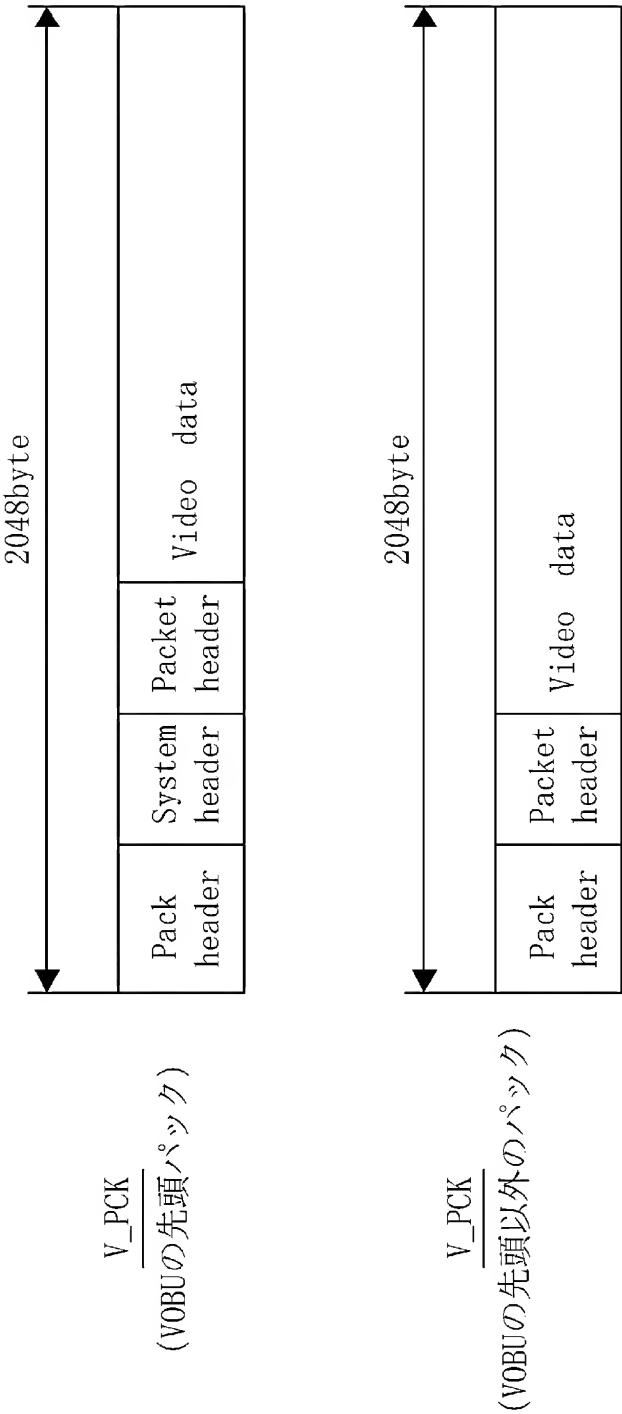 V_PCK
(VOBUの先頭パック)
2048byte
Pack
header
System
header
Packet
header
Video data
V_PCK
(VOBUの先頭以外のパック)
2048byte
Pack
header
Packet
header
Video data